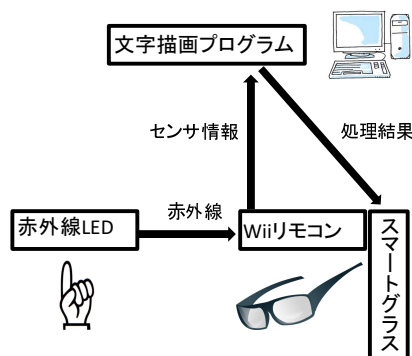 文字描画プログラム
センサ情報
処理結果
赤外線
赤外線LED
Wiiリモコン
スマートグラス